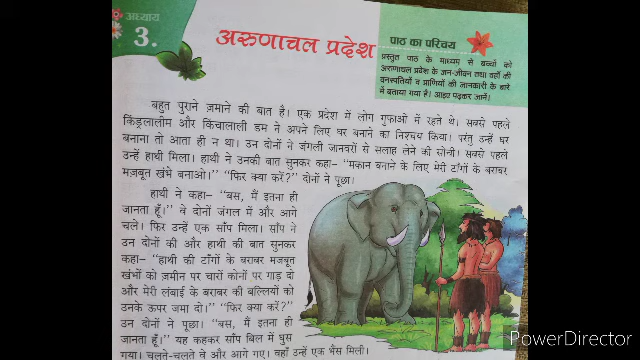 अध्याय
3.
अरुणाचल प्रदेश
पाठ का परिचय
प्रस्तुत पाठ के माध्यम से बच्चों को
अरुणाचल प्रदेश के जन-जीवन तथा वहाँ की
वनस्पतियों व प्राणियों की जानकारी के बारे
में बताया गया है। आइए पढ़कर जानें।
बहुत पुराने ज़माने की बात है। एक प्रदेश में लोग गुफाओं में रहते थे। सबसे पहले
किंड्रलालीम और किंचालाली डाम ने अपने लिए घर बनाने का निश्चय किया। परंतु उन्हें घर
बनाना तो आता ही न था। उन दोनों ने जंगली जानवरों से सलाह लेने की सोची। सबसे पहले
उन्हें हाथी मिला। हाथी ने उनकी बात सुनकर कहा- “मकान बनाने के लिए मेरी टाँगों के बराबर
मज़बूत खंभे बनाओ।” “फिर क्या करें?” दोनों ने पूछा।
हाथी ने कहा- “बस, मैं इतना ही
जानता हूँ।” वे दोनों जंगल में और आगे
चले। फिर उन्हें एक साँप मिला। साँप ने
उन दोनों की और हाथी की बात सुनकर
कहा- “हाथी की टाँगों के बराबर मज़बूत
खंभों को ज़मीन पर चारों कोनों पर गाड़ दो
और मेरी लंबाई के बराबर की बल्लियों को
उनके ऊपर जमा दो।” “फिर क्या करें?”
उन दोनों ने पूछा। “बस, मैं इतना ही
जानता हूँ।” यह कहकर साँप बिल में घुस
गया। चलते-चलते वे और आगे गए। वहाँ उन्हें एक भैंस मिली।
PowerDirector